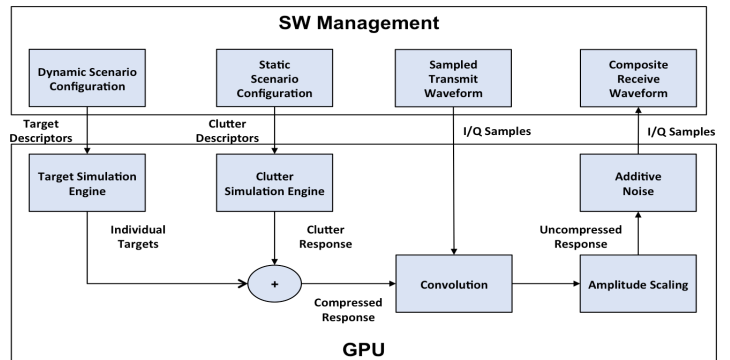 SW Management
Dynamic Scenario
Configuration
Static
Scenario
Configuration
Sampled
Transmit
Waveform
Composite
Receive
Waveform
Target
Descriptors
Clutter
Descriptors
I/Q Samples
I/Q Samples
Target Simulation
Engine
Clutter
Simulation Engine
Additive
Noise
Individual
Targets
Clutter
Response
Uncompressed
Response
+
Convolution
Amplitude Scaling
Compressed
Response
GPU